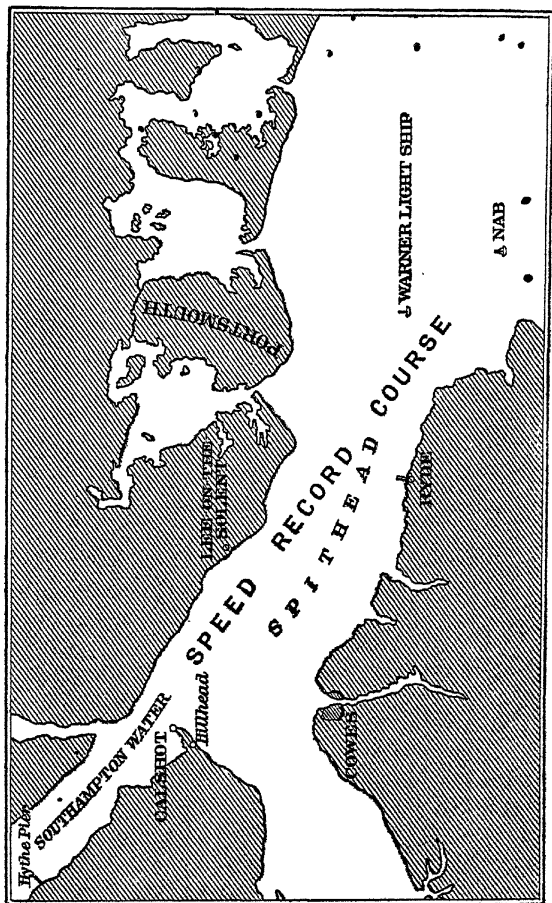 Hythe Pier
SOUTHAMPTON WATER
CALSHOT
Hillhead
LEE-ON-THE
SOLENT
PORTSMOUTH
SPEED RECORD COURSE
SPITHEAD
COWES
RYDE
WARNER LIGHT SHIP
NAB